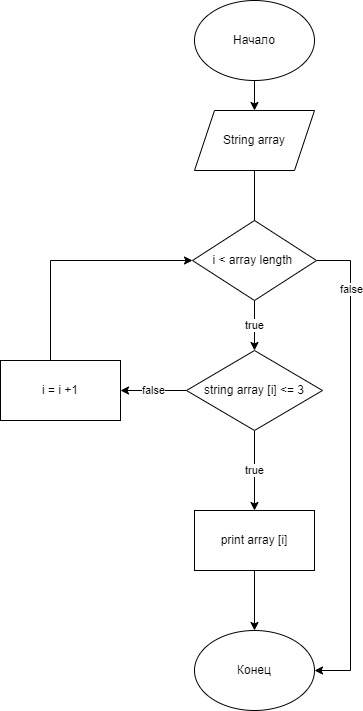 Начало
String array
i < array length
false
true
string array [i] <= 3
false
i = i +1
true
print array [i]
Конец